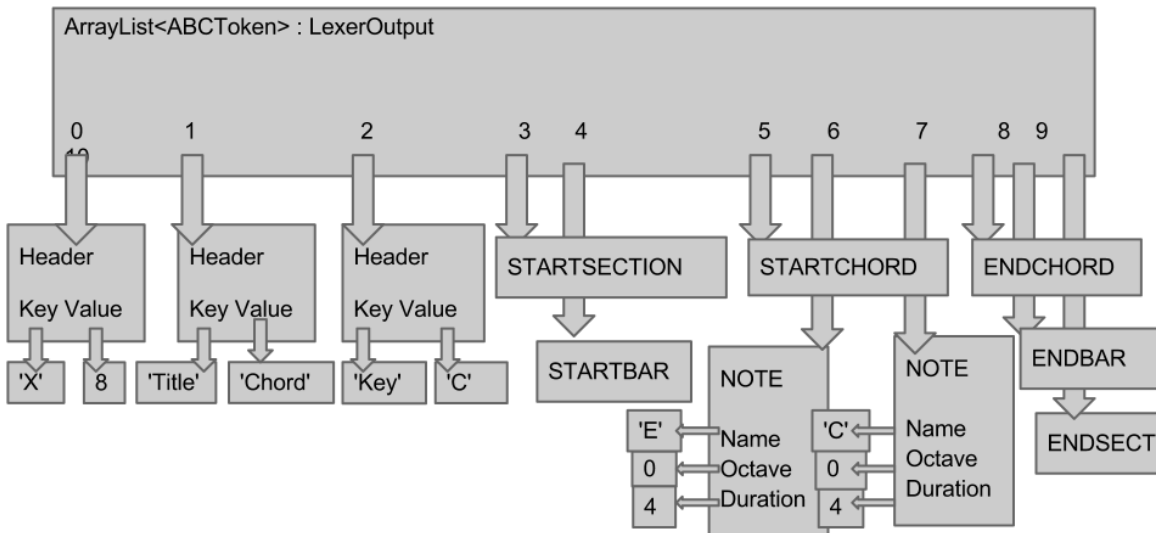 ArrayList<ABCToken> : LexerOutput
0 1 2 3 4 5 6 7 8 9
10
Header Header Header
STARTSECTION STARTCHORD ENDCHORD
Key Value Key Value Key Value
'X' 8 'Title' 'Chord' 'Key' 'C'
STARTBAR ENDBAR
NOTE NOTE
'E' Name 'C' Name
0 Octave 0 Octave
4 Duration 4 Duration
ENDSECT